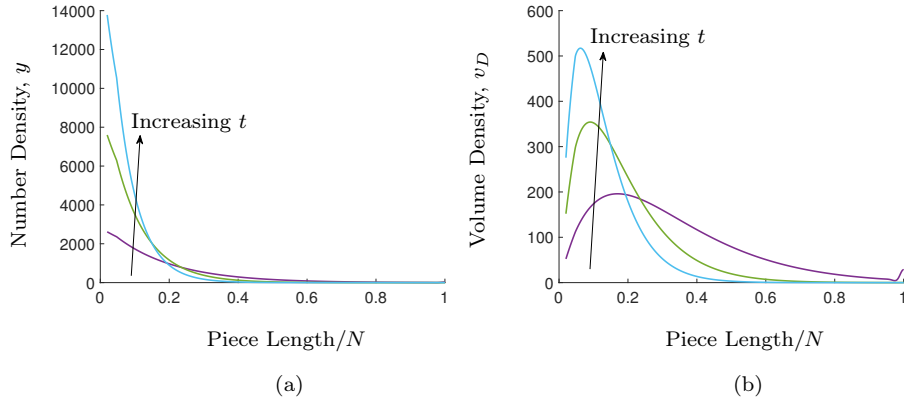 14000
12000
10000
8000
6000
4000
2000
0
Number Density, y
Increasing t
0 0.2 0.4 0.6 0.8 1
Piece Length/N
(a)
600
500
400
300
200
100
0
Volume Density, v_D
Increasing t
0 0.2 0.4 0.6 0.8 1
Piece Length/N
(b)